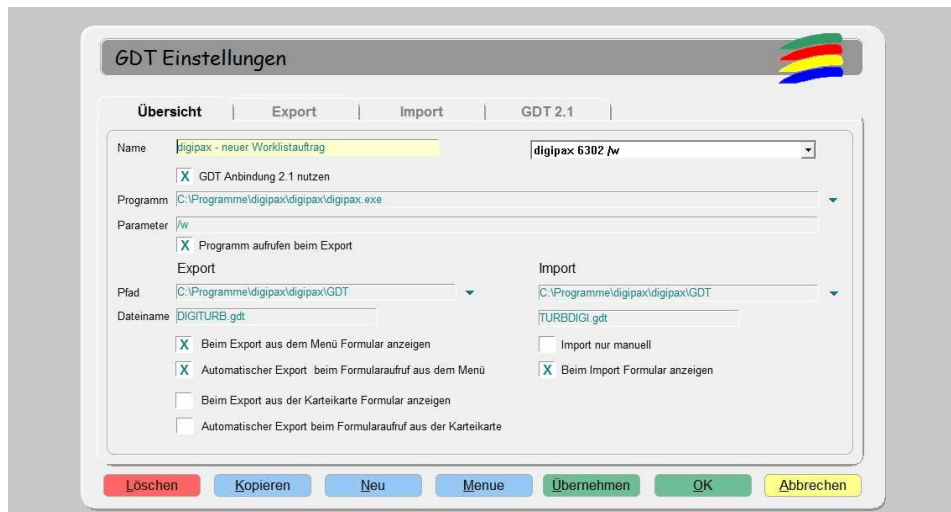 GDT Einstellungen
Übersicht | Export | Import | GDT 2.1 |
Name digipax - neuer Worklistauftrag digipax 6302 /w
X GDT Anbindung 2.1 nutzen
Programm C:\Programme\digipax\digipax\digipax.exe
Parameter /w
X Programm aufrufen beim Export
Export Import
Pfad C:\Programme\digipax\digipax\GDT C:\Programme\digipax\digipax\GDT
Dateiname DIGITURB.gdt TURBDIGI.gdt
X Beim Export aus dem Menü Formular anzeigen Import nur manuell
X Automatischer Export beim Formularaufruf aus dem Menü X Beim Import Formular anzeigen
Beim Export aus der Karteikarte Formular anzeigen
Automatischer Export beim Formularaufruf aus der Karteikarte
Löschen Kopieren Neu Menue Übernehmen OK Abbrechen